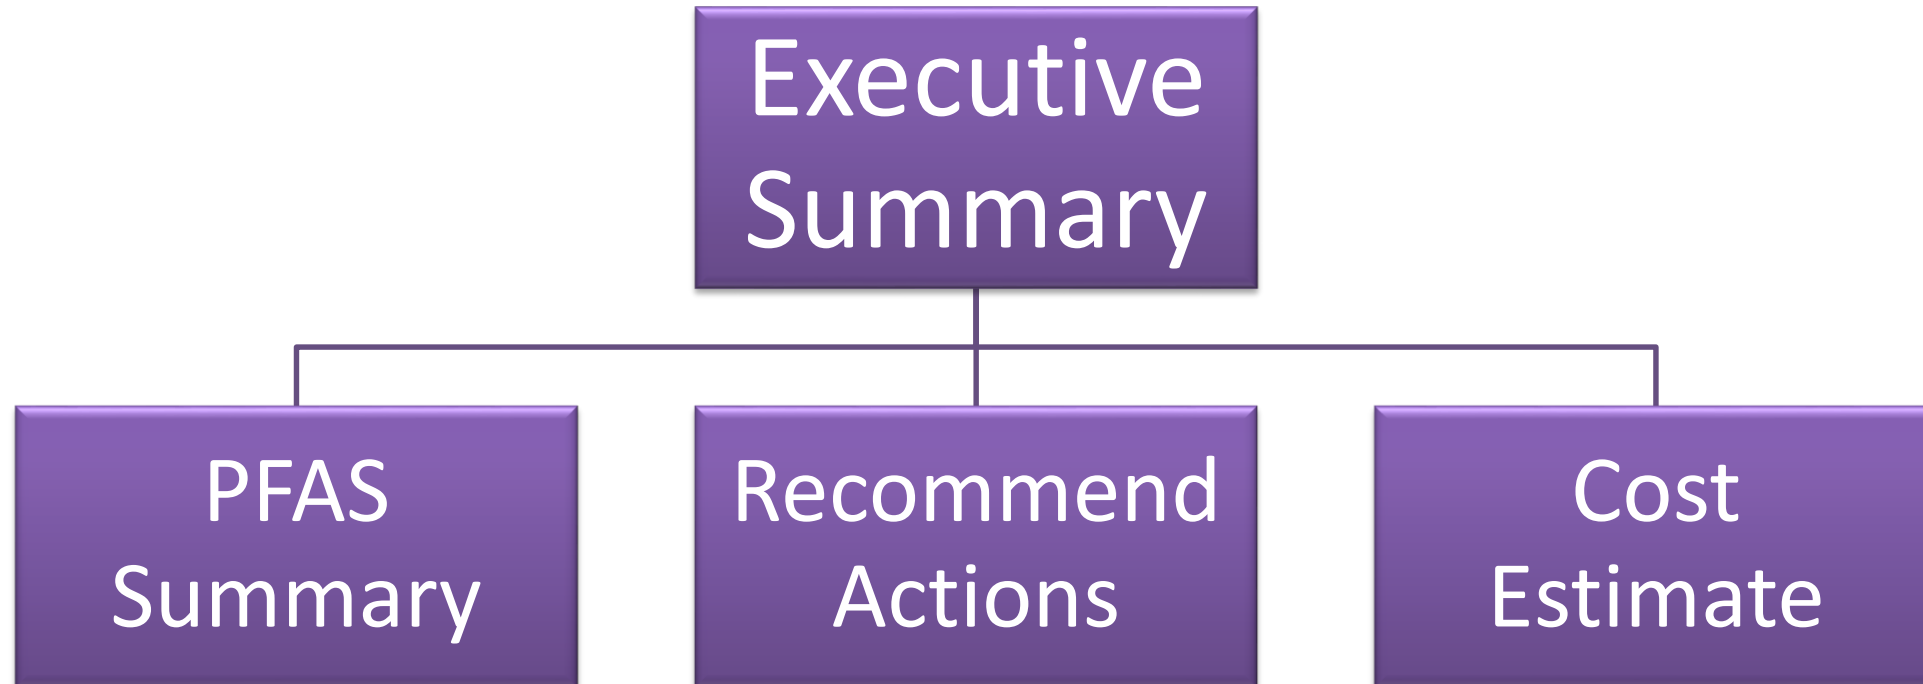 Executive
Summary
PFAS
Summary
Recommend
Actions
Cost
Estimate